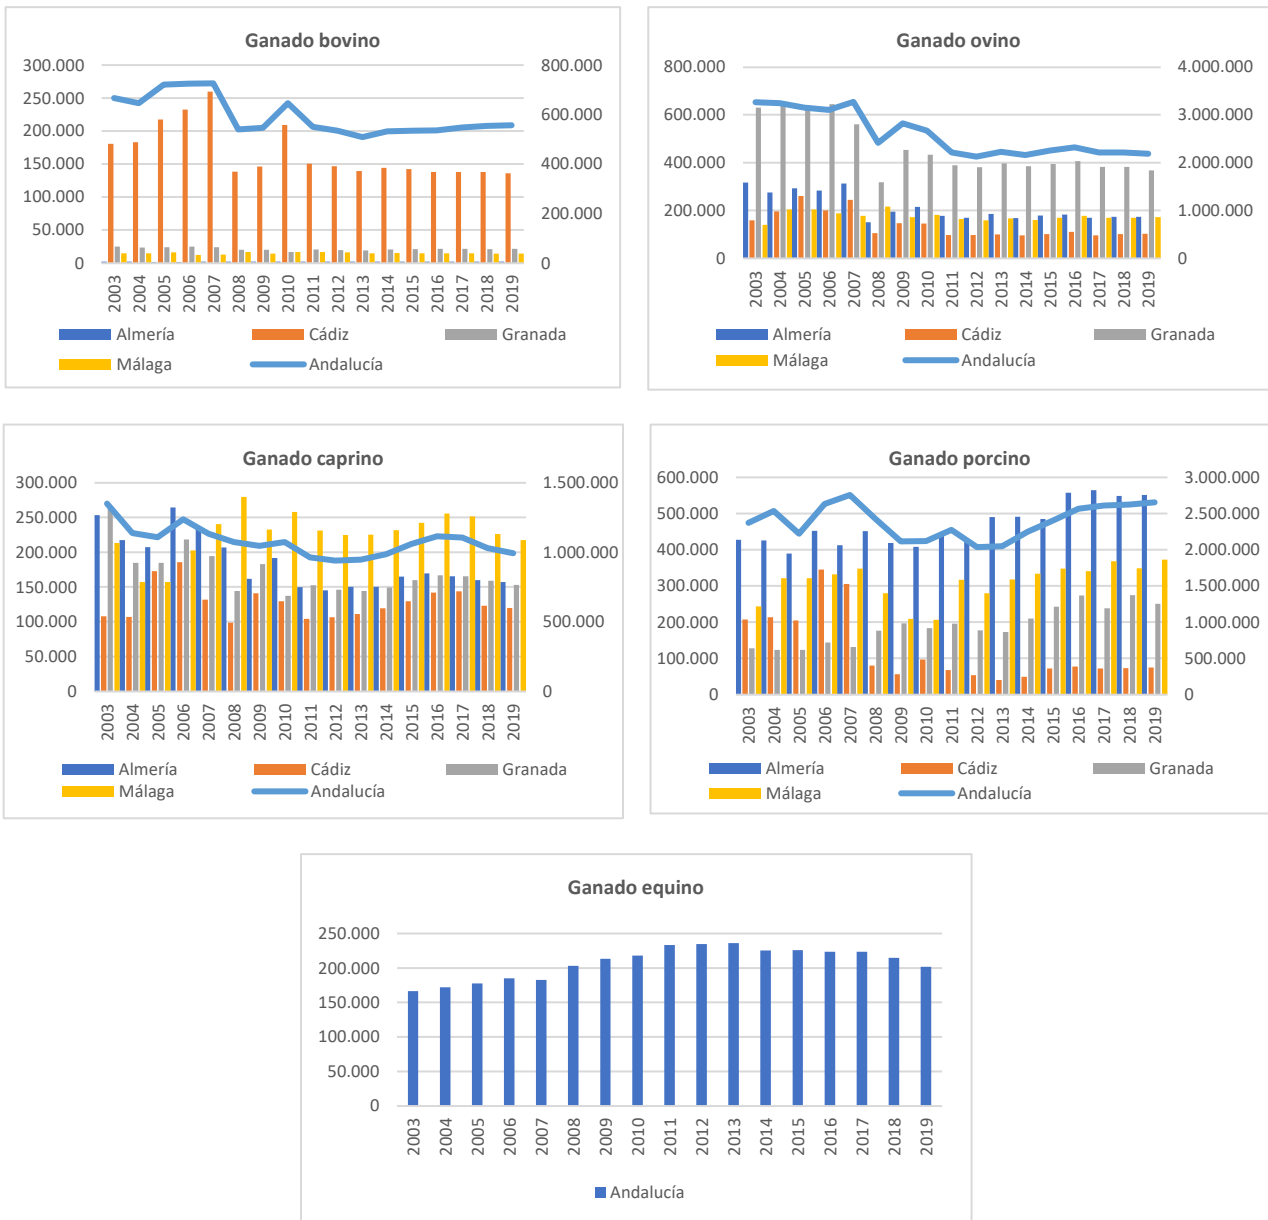 Ganado bovino
300.000
250.000
200.000
150.000
100.000
50.000
0
800.000
600.000
400.000
200.000
0
2003 2004 2005 2006 2007 2008 2009 2010 2011 2012 2013 2014 2015 2016 2017 2018 2019
Almería Cádiz Granada
Málaga Andalucía
Ganado ovino
800.000
600.000
400.000
200.000
0
4.000.000
3.000.000
2.000.000
1.000.000
0
2003 2004 2005 2006 2007 2008 2009 2010 2011 2012 2013 2014 2015 2016 2017 2018 2019
Almería Cádiz Granada
Málaga Andalucía
Ganado caprino
300.000
250.000
200.000
150.000
100.000
50.000
0
1.500.000
1.000.000
500.000
0
2003 2004 2005 2006 2007 2008 2009 2010 2011 2012 2013 2014 2015 2016 2017 2018 2019
Almería Cádiz Granada
Málaga Andalucía
Ganado porcino
600.000
500.000
400.000
300.000
200.000
100.000
0
3.000.000
2.500.000
2.000.000
1.500.000
1.000.000
500.000
0
2003 2004 2005 2006 2007 2008 2009 2010 2011 2012 2013 2014 2015 2016 2017 2018 2019
Almería Cádiz Granada
Málaga Andalucía
Ganado equino
250.000
200.000
150.000
100.000
50.000
0
2003 2004 2005 2006 2007 2008 2009 2010 2011 2012 2013 2014 2015 2016 2017 2018 2019
Andalucía